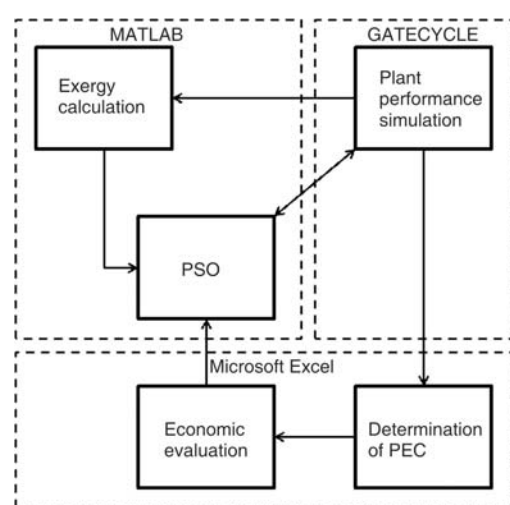 MATLAB
GATECYCLE
Exergy
calculation
Plant
performance
simulation
PSO
Microsoft Excel
Economic
evaluation
Determination
of PEC